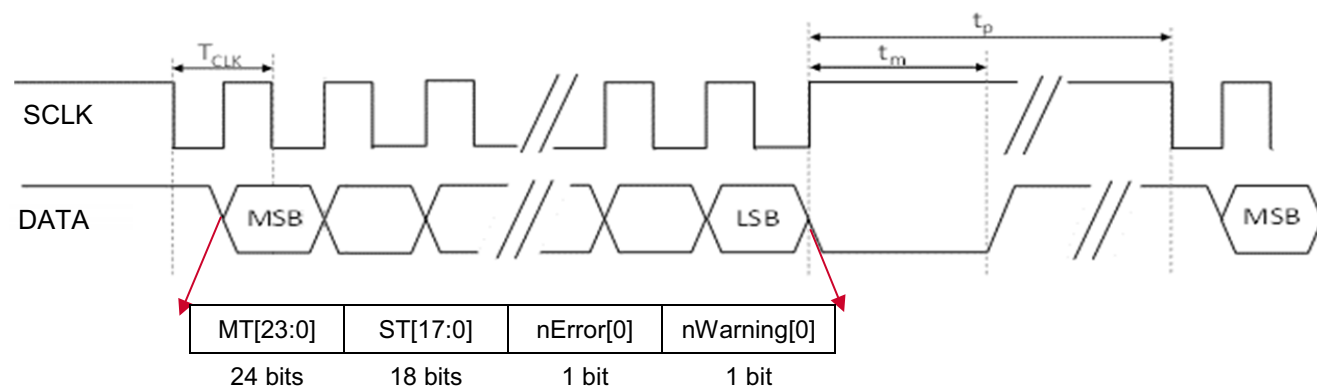 t_p
T_CLK
t_m
SCLK
DATA
MSB
LSB
MSB
MT[23:0]
ST[17:0]
nError[0]
nWarning[0]
24 bits
18 bits
1 bit
1 bit